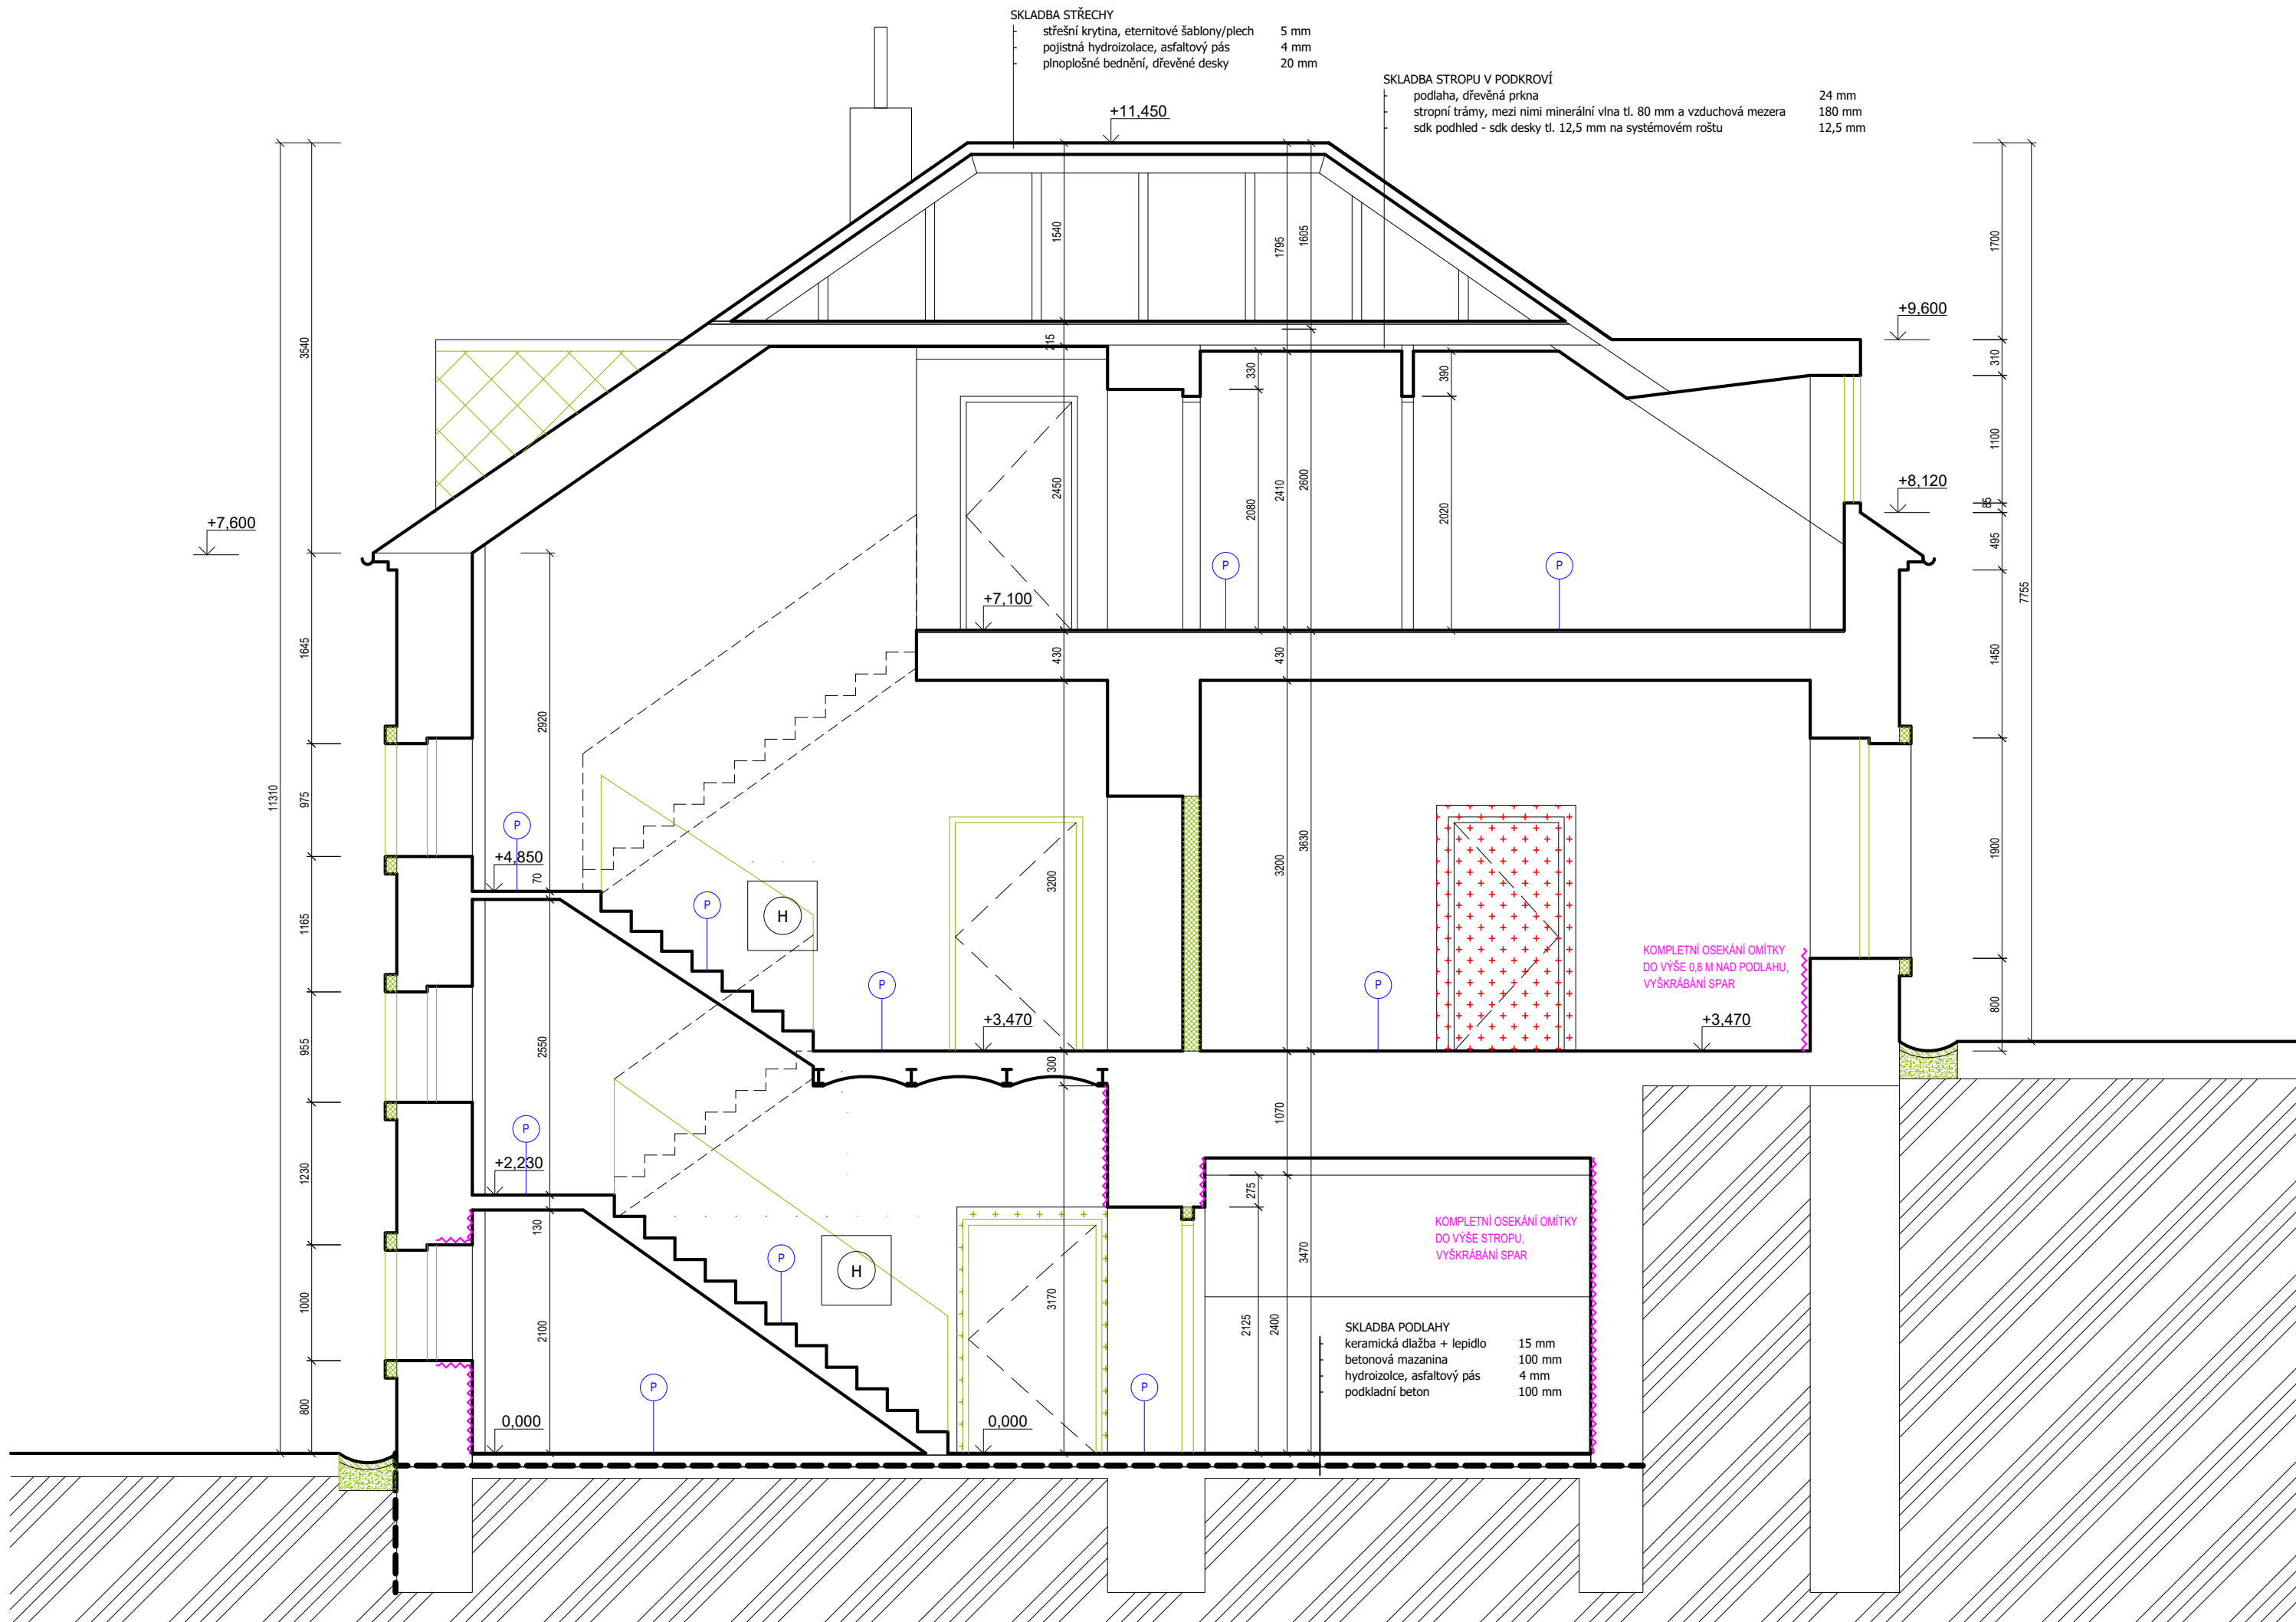 SKLADBA STŘECHY
střešní krytina, eternitové šablony/plech 5 mm
pojistná hydroizolace, asfaltový pás 4 mm
plnoplošné bednění, dřevěné desky 20 mm
SKLADBA STROPU V PODKROVÍ
podlaha, dřevěná prkna 24 mm
stropní trámy, mezi nimi minerální vlna tl. 80 mm a vzduchová mezera 180 mm
sdk podhled - sdk desky tl. 12,5 mm na systémovém roštu 12,5 mm
+11,450
+9,600
+8,120
+7,600
+7,100
+4,850
+3,470
+3,470
+2,230
0,000
0,000
11310
3540
1645
975
1165
955
1230
1000
800
2920
70
2550
130
2100
1540
215
2450
430
3200
300
3170
330
2080
275
2125
1795
2410
430
3200
1070
2400
1605
2600
3630
3470
390
2020
1700
310
1100
85
495
1450
1900
800
7755
P
P
P
P
P
P
P
P
P
P
H
H
KOMPLETNÍ OSEKÁNÍ OMÍTKY
DO VÝŠE 0,8 M NAD PODLAHU,
VYŠKRÁBÁNÍ SPAR
KOMPLETNÍ OSEKÁNÍ OMÍTKY
DO VÝŠE STROPU,
VYŠKRÁBÁNÍ SPAR
SKLADBA PODLAHY
keramická dlažba + lepidlo 15 mm
betonová mazanina 100 mm
hydroizolce, asfaltový pás 4 mm
podkladní beton 100 mm